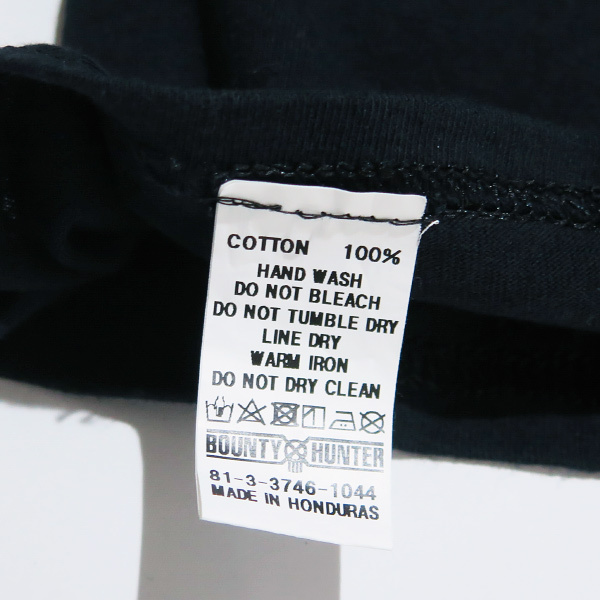 COTTON 100%
HAND WASH
DO NOT BLEACH
DO NOT TUMBLE DRY
LINE DRY
WARM IRON
DO NOT DRY CLEAN
BOUNTY HUNTER
81-3-3746-1044
MADE IN HONDURAS